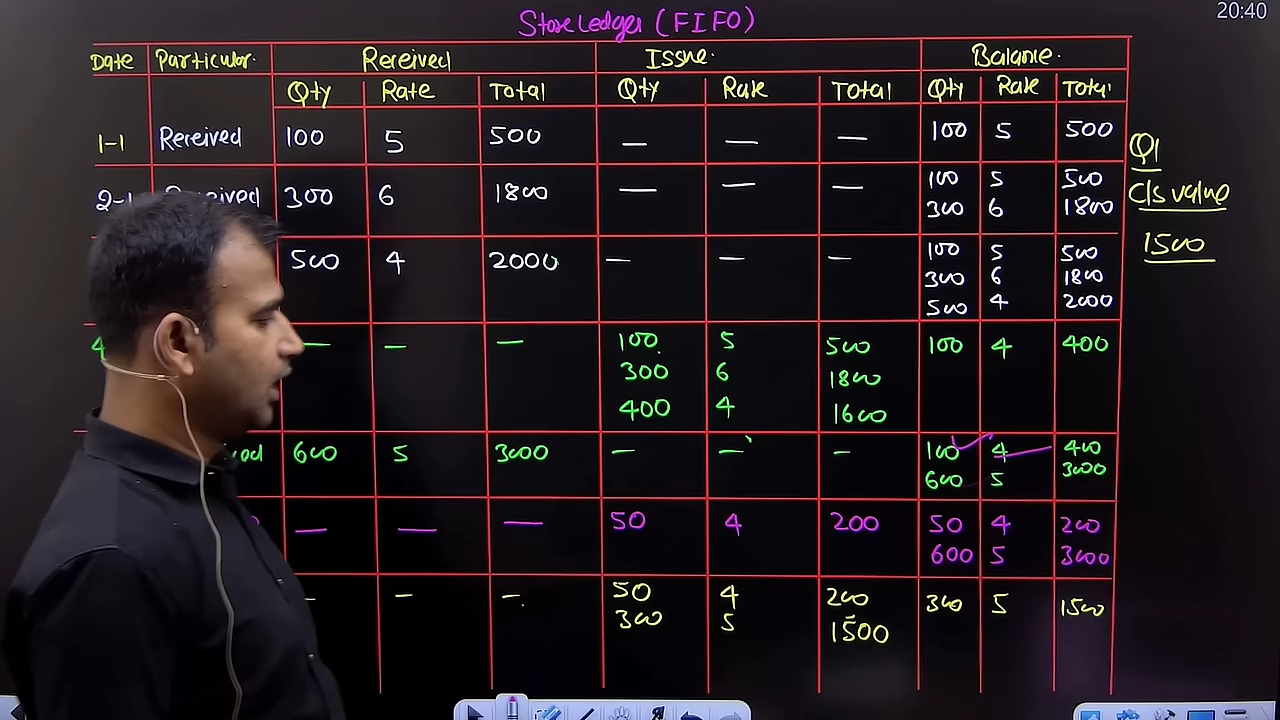 20:40
Store Ledger (FIFO)
Date Particular. Received Issue. Balance.
Qty Rate Total Qty Rate Total Qty Rate Total
1-1 Received 100 5 500 — — — 100 5 500
Q1
C/s value
1500
2-1 Received 300 6 1800 — — — 100 5 500
300 6 1800
500 4 2000 — — — 100 5 500
300 6 1800
500 4 2000
4 — — — 100 5 500 100 4 400
300 6 1800
400 4 1600
600 5 3000 — — — 100 4 400
600 5 3000
— — — 50 4 200 50 4 200
600 5 3000
- - - 50 4 200 300 5 1500
300 5 1500